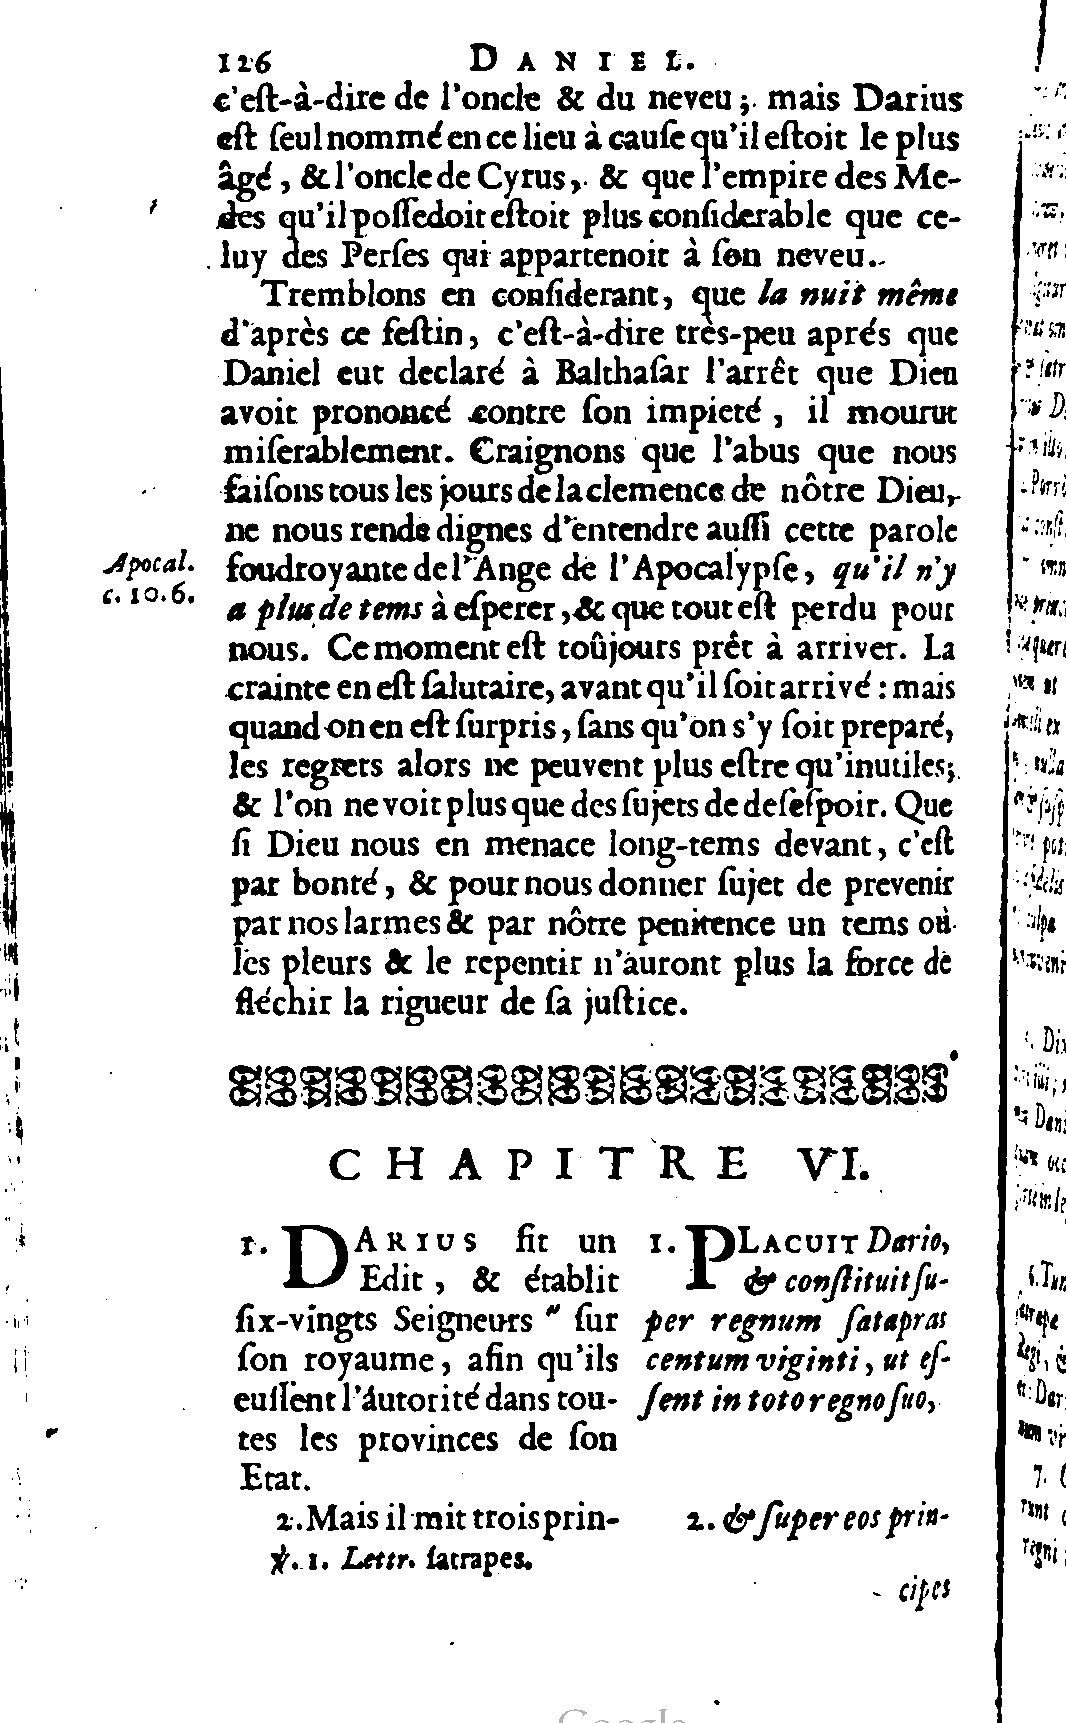 126 DANIEL.
c'eſt-à-dire de l'oncle & du neveu ; mais Darius
eſt ſeul nommé en ce lieu à cauſe qu'il eſtoit le plus
âgé , & l'oncle de Cyrus , & que l'empire des Me-
des qu'il poſſedoit eſtoit plus conſiderable que ce-
luy des Perſes qui appartenoit à ſon neveu.
Tremblons en conſiderant, que la nuit même
d'après ce feſtin, c'eſt-à-dire très-peu aprés que
Daniel eut declaré à Balthaſar l'arrêt que Dieu
avoit prononcé contre ſon impieté , il mourut
miſerablement. Craignons que l'abus que nous
faiſons tous les jours de la clemence de nôtre Dieu,
ne nous rende dignes d'entendre auſſi cette parole
Apocal.
c. 10. 6.
foudroyante de l'Ange de l'Apocalypſe, qu'il n'y
a plus de tems à eſperer , & que tout eſt perdu pour
nous. Ce moment eſt toûjours prêt à arriver. La
crainte en eſt ſalutaire, avant qu'il ſoit arrivé : mais
quand on en eſt ſurpris , ſans qu'on s'y ſoit preparé,
les regrets alors ne peuvent plus eſtre qu'inutiles;
& l'on ne voit plus que des ſujets de deſeſpoir. Que
ſi Dieu nous en menace long-tems devant , c'eſt
par bonté , & pour nous donner ſujet de prevenir
par nos larmes & par nôtre penitence un tems où
les pleurs & le repentir n'auront plus la force de
fléchir la rigueur de ſa juſtice.
CHAPITRE VI.
1. DARIUS fit un
Edit , & établit
ſix-vingts Seigneurs " ſur
ſon royaume , afin qu'ils
euſſent l'autorité dans tou-
tes les provinces de ſon
Etat.
2. Mais il mit trois prin-
℣. 1. Lettr. ſatrapes.
1. PLACUIT Dario,
& conſtituit ſu-
per regnum ſatapras
centum viginti , ut eſ-
ſent in toto regno ſuo,
2. & ſuper eos prin-
cipes